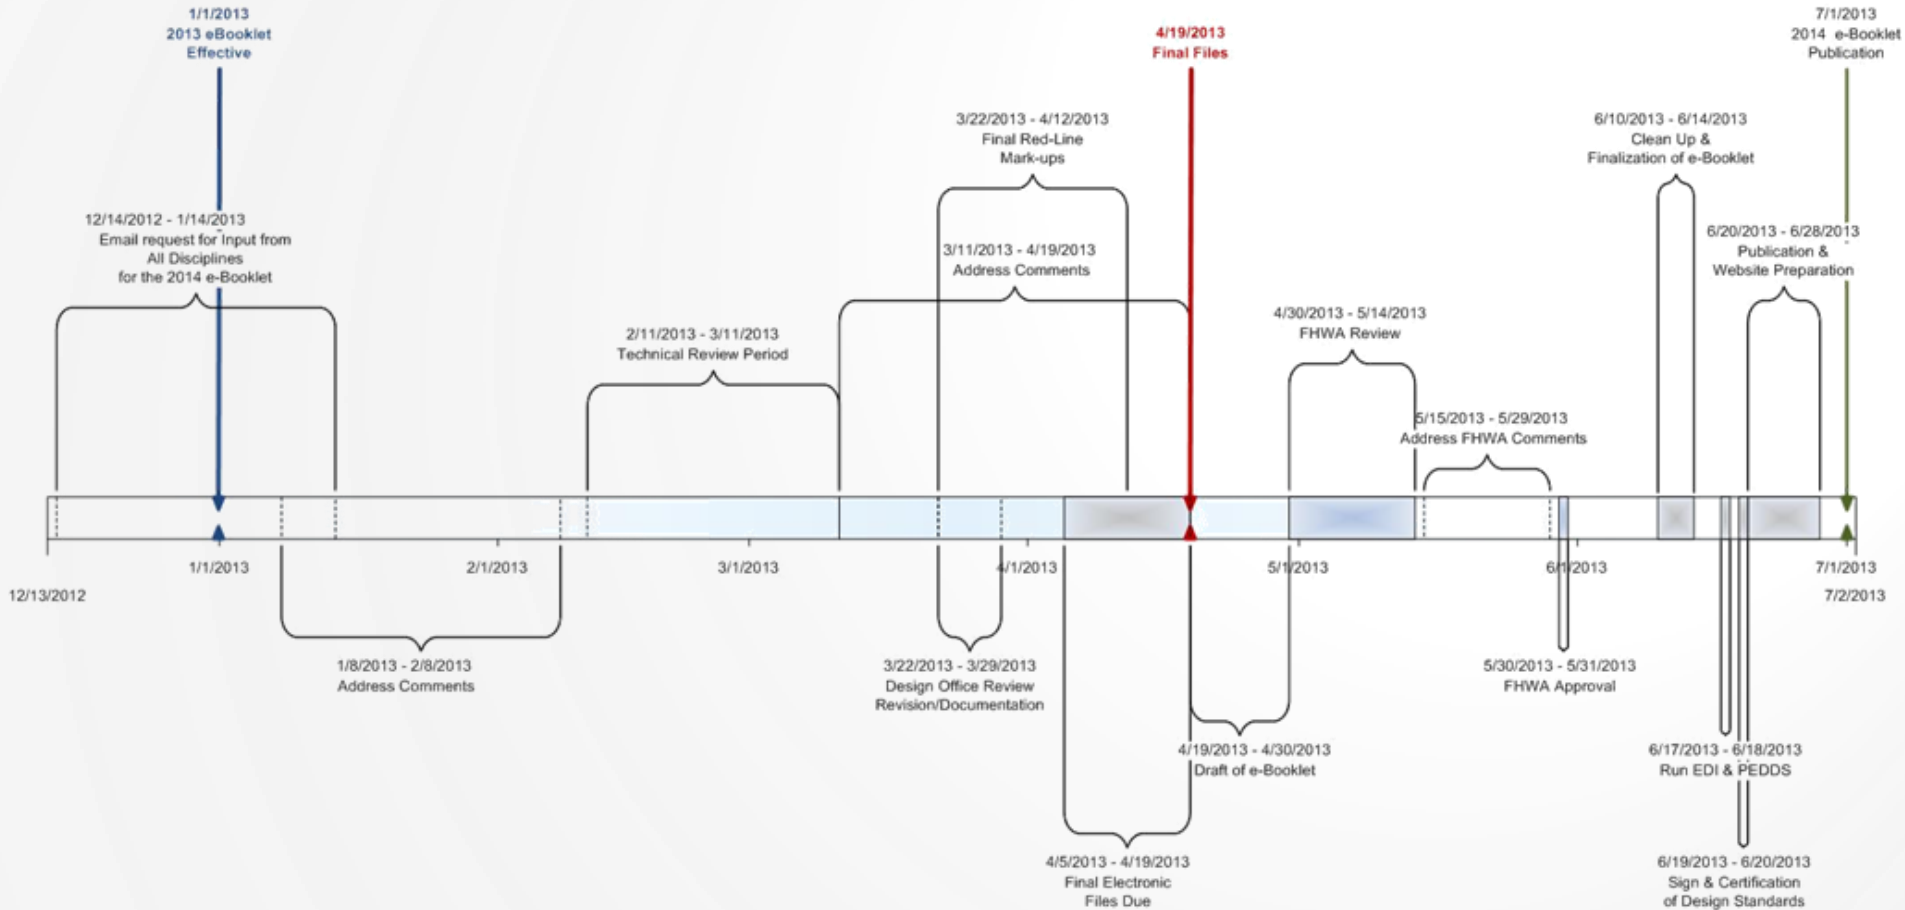 1/1/2013
2013 eBooklet
Effective
4/19/2013
Final Files
7/1/2013
2014 e-Booklet
Publication
3/22/2013 - 4/12/2013
Final Red-Line
Mark-ups
6/10/2013 - 6/14/2013
Clean Up &
Finalization of e-Booklet
12/14/2012 - 1/14/2013
Email request for Input from
All Disciplines
for the 2014 e-Booklet
3/11/2013 - 4/19/2013
Address Comments
6/20/2013 - 6/28/2013
Publication &
Website Preparation
2/11/2013 - 3/11/2013
Technical Review Period
4/30/2013 - 5/14/2013
FHWA Review
5/15/2013 - 5/29/2013
Address FHWA Comments
1/1/2013
2/1/2013
3/1/2013
4/1/2013
5/1/2013
6/1/2013
7/1/2013
12/13/2012
7/2/2013
1/8/2013 - 2/8/2013
Address Comments
3/22/2013 - 3/29/2013
Design Office Review
Revision/Documentation
5/30/2013 - 5/31/2013
FHWA Approval
4/19/2013 - 4/30/2013
Draft of e-Booklet
6/17/2013 - 6/18/2013
Run EDI & PEDDS
4/5/2013 - 4/19/2013
Final Electronic
Files Due
6/19/2013 - 6/20/2013
Sign & Certification
of Design Standards